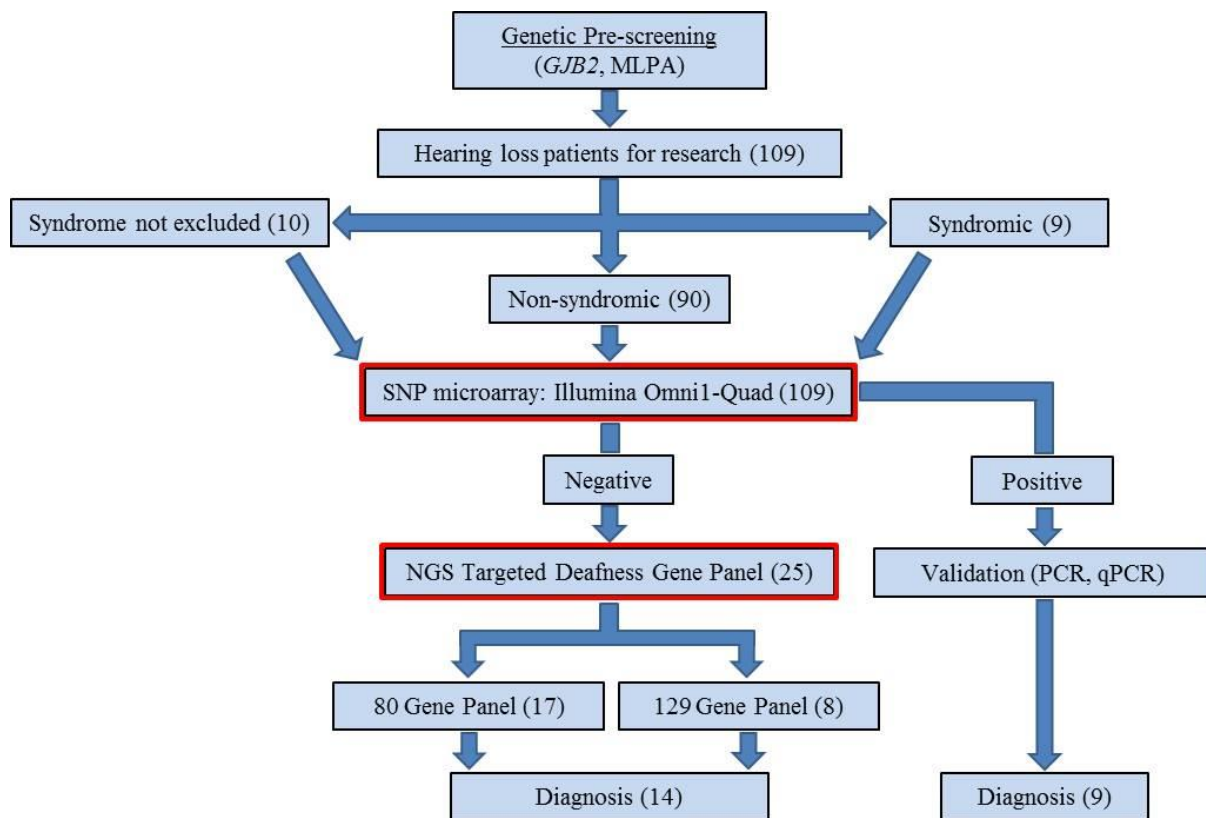 Genetic Pre-screening
(GJB2, MLPA)
Hearing loss patients for research (109)
Syndrome not excluded (10)
Syndromic (9)
Non-syndromic (90)
SNP microarray: Illumina Omni1-Quad (109)
Negative
Positive
NGS Targeted Deafness Gene Panel (25)
Validation (PCR, qPCR)
80 Gene Panel (17)
129 Gene Panel (8)
Diagnosis (14)
Diagnosis (9)